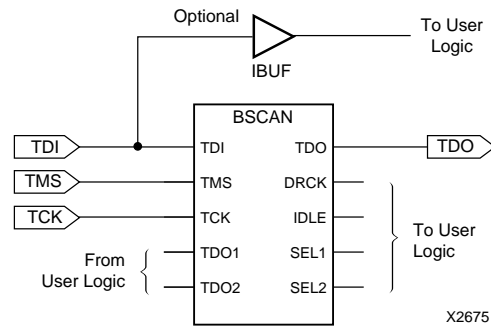 Optional
To User
Logic
IBUF
BSCAN
TDI
TDI
TDO
TDO
TMS
TMS
DRCK
TCK
TCK
IDLE
To User
Logic
From
User Logic
TDO1
SEL1
TDO2
SEL2
X2675